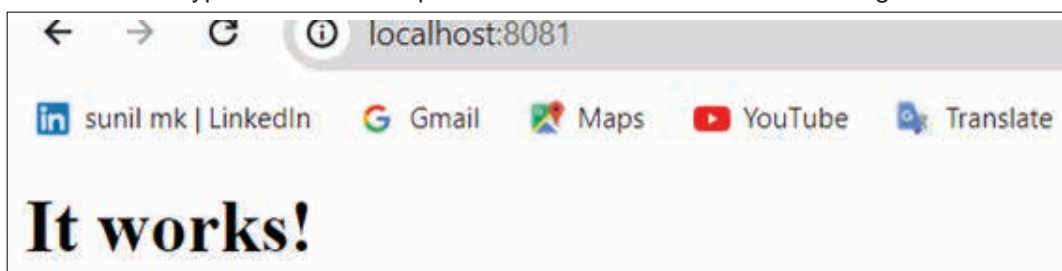 localhost:8081
sunil mk | LinkedIn Gmail Maps YouTube Translate
It works!